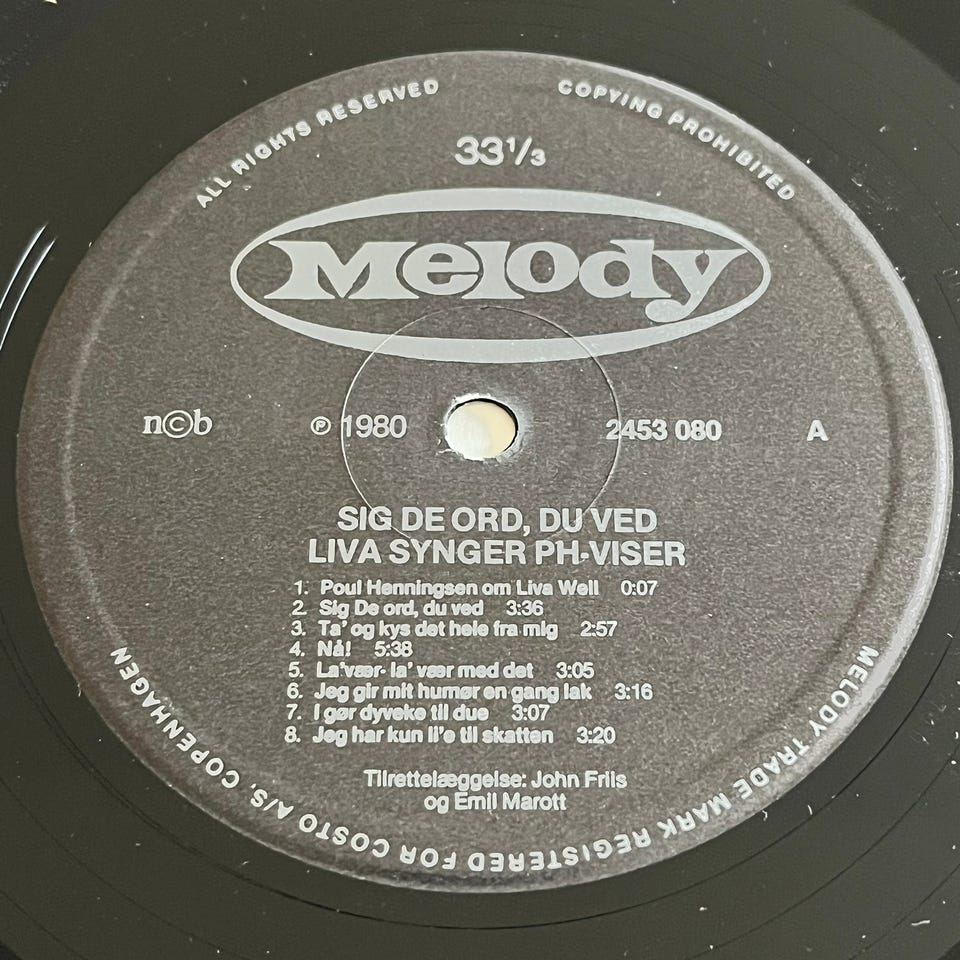 ALL RIGHTS RESERVED
COPYING PROHIBITED
33⅓
Melody
n©b
℗ 1980
2453 080
A
SIG DE ORD, DU VED
LIVA SYNGER PH-VISER
1. Poul Henningsen om Liva Weil 0:07
2. Sig De ord, du ved 3:36
3. Ta' og kys det hele fra mig 2:57
4. Nå! 5:38
5. La'vær- la' vær med det 3:05
6. Jeg gir mit humør en gang lak 3:16
7. I gør dyveke til due 3:07
8. Jeg har kun li'e til skatten 3:20
Tilrettelæggelse: John Friis
og Emil Marott
MELODY TRADE MARK REGISTERED FOR COSTO A/S, COPENHAGEN